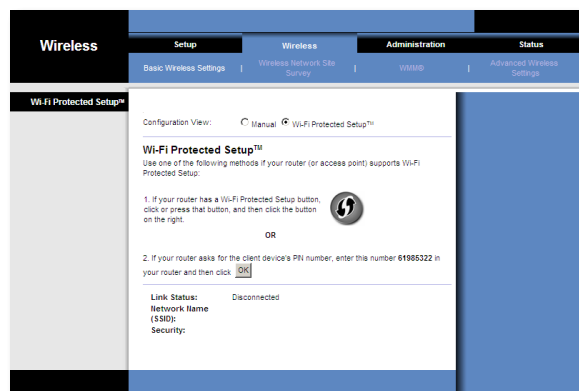 Wireless
Setup
Wireless
Administration
Status
Basic Wireless Settings | Wireless Network Site Survey | WMM® | Advanced Wireless Settings
Wi-Fi Protected Setup™
Configuration View: Manual Wi-Fi Protected Setup™
Wi-Fi Protected Setup™
Use one of the following methods if your router (or access point) supports Wi-Fi
Protected Setup:
1. If your router has a Wi-Fi Protected Setup button,
click or press that button, and then click the button
on the right.
OR
2. If your router asks for the client device's PIN number, enter this number 61985322 in
your router and then click OK
Link Status: Disconnected
Network Name
(SSID):
Security: